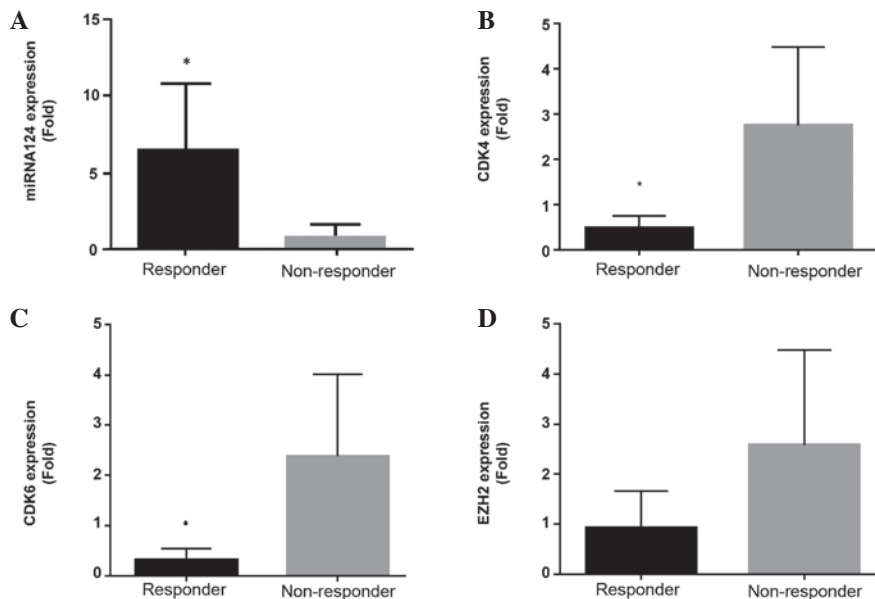 A
miRNA124 expression
(Fold)
15
10
5
0
*
Responder
Non-responder
B
CDK4 expression
(Fold)
5
4
3
2
1
0
*
Responder
Non-responder
C
CDK6 expression
(Fold)
5
4
3
2
1
0
*
Responder
Non-responder
D
EZH2 expression
(Fold)
5
4
3
2
1
0
Responder
Non-responder